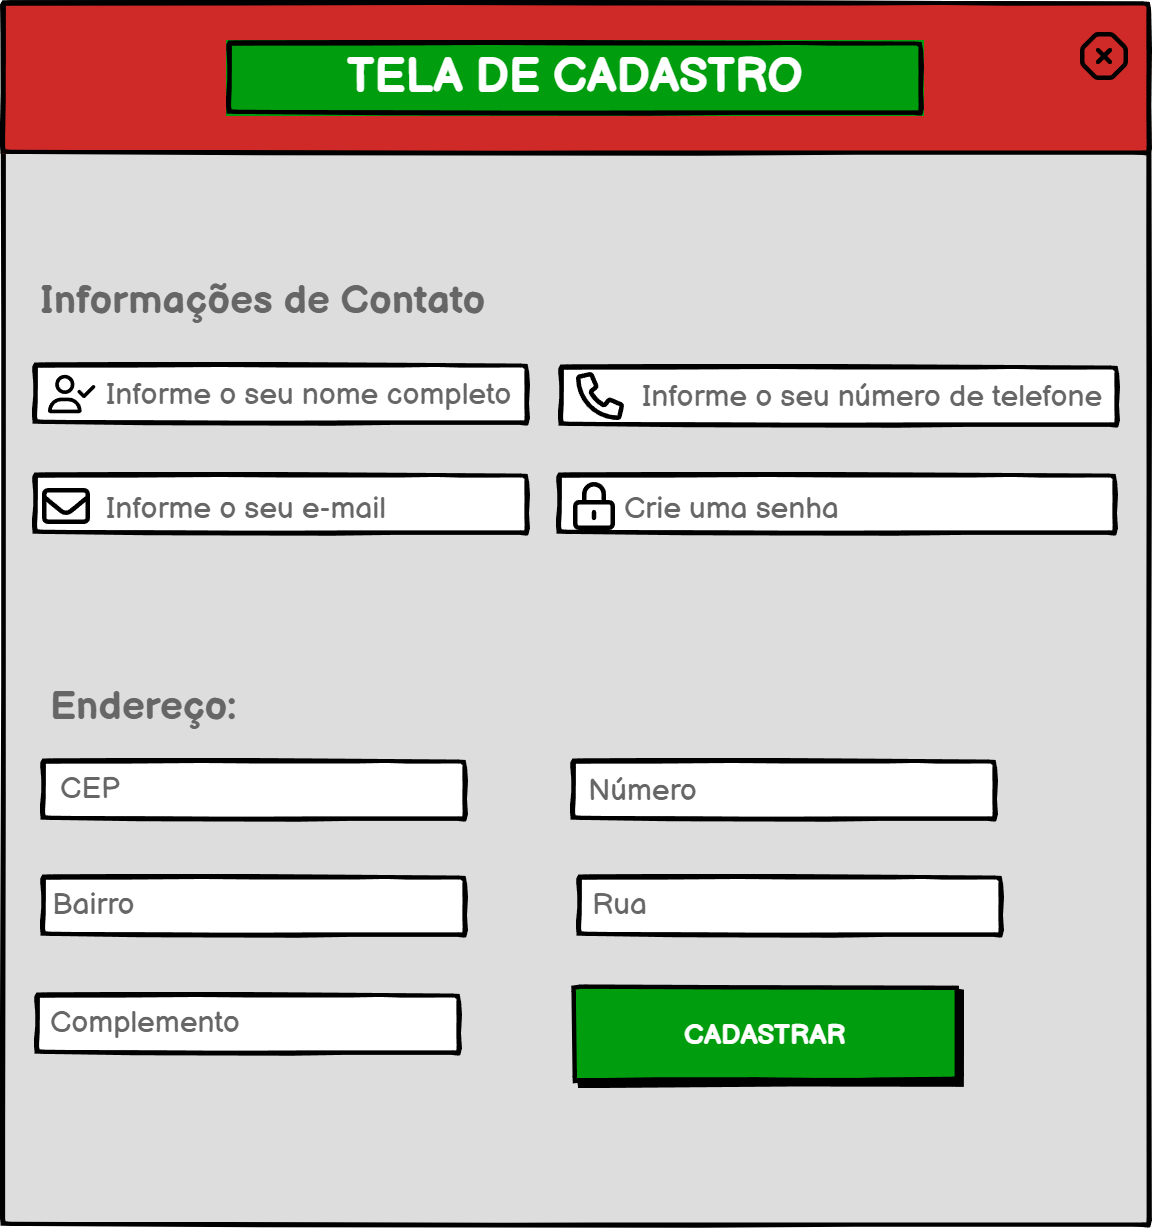 TELA DE CADASTRO
Informações de Contato
Informe o seu nome completo
Informe o seu número de telefone
Informe o seu e-mail
Crie uma senha
Endereço:
CEP
Número
Bairro
Rua
Complemento
CADASTRAR